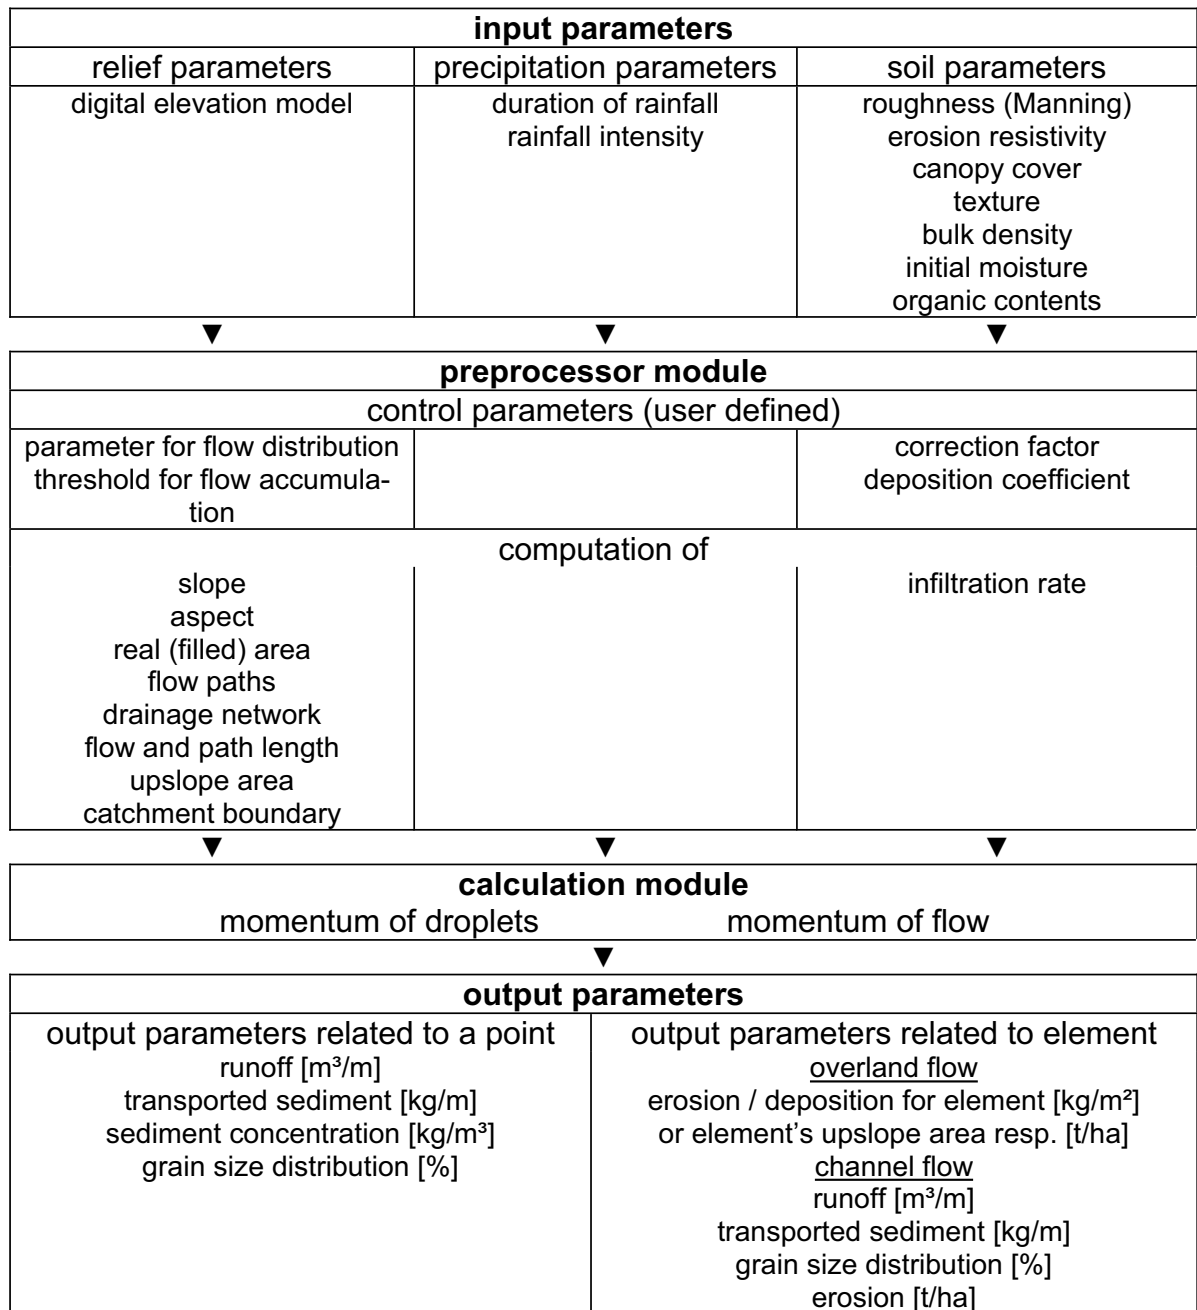 input parameters
relief parameters
precipitation parameters
soil parameters
digital elevation model
duration of rainfall
rainfall intensity
roughness (Manning)
erosion resistivity
canopy cover
texture
bulk density
initial moisture
organic contents
▼ ▼ ▼
preprocessor module
control parameters (user defined)
parameter for flow distribution
threshold for flow accumula-
tion
correction factor
deposition coefficient
computation of
slope
aspect
real (filled) area
flow paths
drainage network
flow and path length
upslope area
catchment boundary
infiltration rate
▼ ▼ ▼
calculation module
momentum of droplets momentum of flow
▼
output parameters
output parameters related to a point
runoff [m³/m]
transported sediment [kg/m]
sediment concentration [kg/m³]
grain size distribution [%]
output parameters related to element
overland flow
erosion / deposition for element [kg/m²]
or element’s upslope area resp. [t/ha]
channel flow
runoff [m³/m]
transported sediment [kg/m]
grain size distribution [%]
erosion [t/ha]